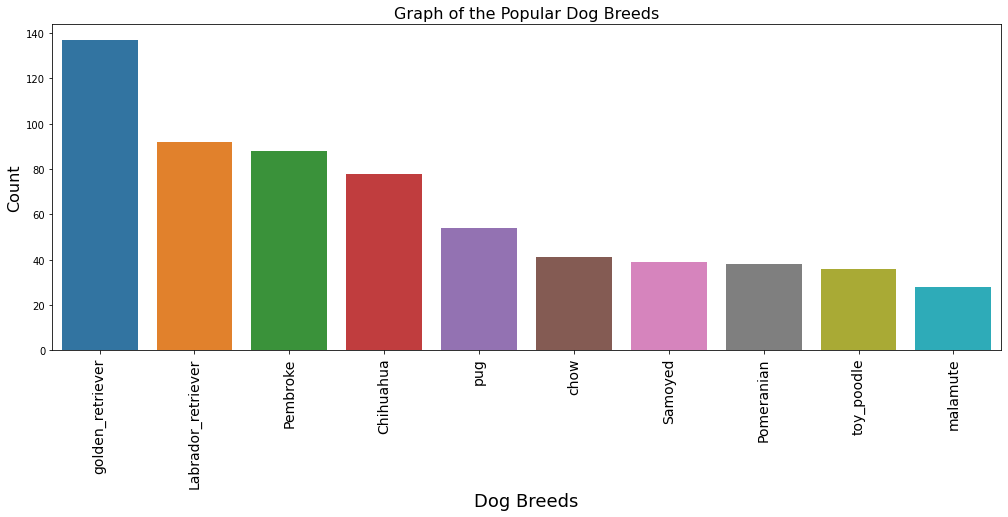 Graph of the Popular Dog Breeds
Count
140
120
100
80
60
40
20
0
golden_retriever
Labrador_retriever
Pembroke
Chihuahua
pug
chow
Samoyed
Pomeranian
toy_poodle
malamute
Dog Breeds